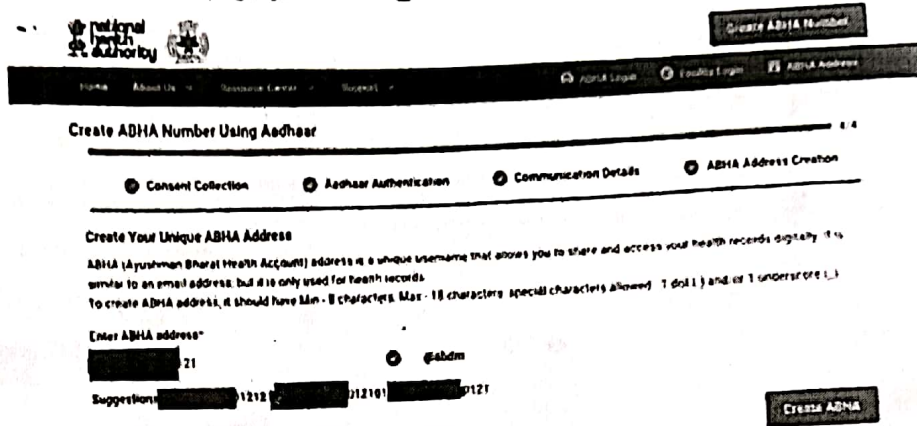 national
health
authority
Create ABHA Number
Home About Us Resource Center Support ABHA Login Facility Login ABHA Address
Create ABHA Number Using Aadhaar 4/4
Consent Collection Aadhaar Authentication Communication Details ABHA Address Creation
Create Your Unique ABHA Address
ABHA (Ayushman Bharat Health Account) address is a unique username that allows you to share and access your health records digitally. It is
similar to an email address, but it is only used for health records.
To create ABHA address, it should have Min - 8 characters, Max - 18 characters, special characters allowed - 1 dot (.) and/or 1 underscore (_).
Enter ABHA address*
21 @abdm
Suggestions 1212 012101 0121
Create ABHA